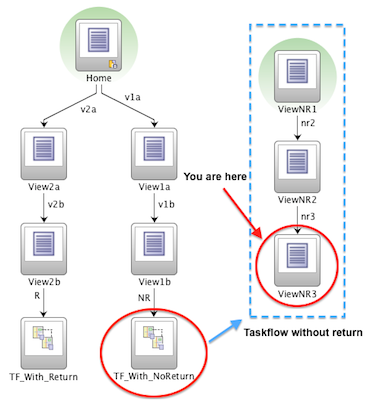 Home
v2a
v1a
View2a
View1a
v2b
v1b
View2b
View1b
R
NR
TF_With_Return
TF_With_NoReturn
You are here
ViewNR1
nr2
ViewNR2
nr3
ViewNR3
Taskflow without return